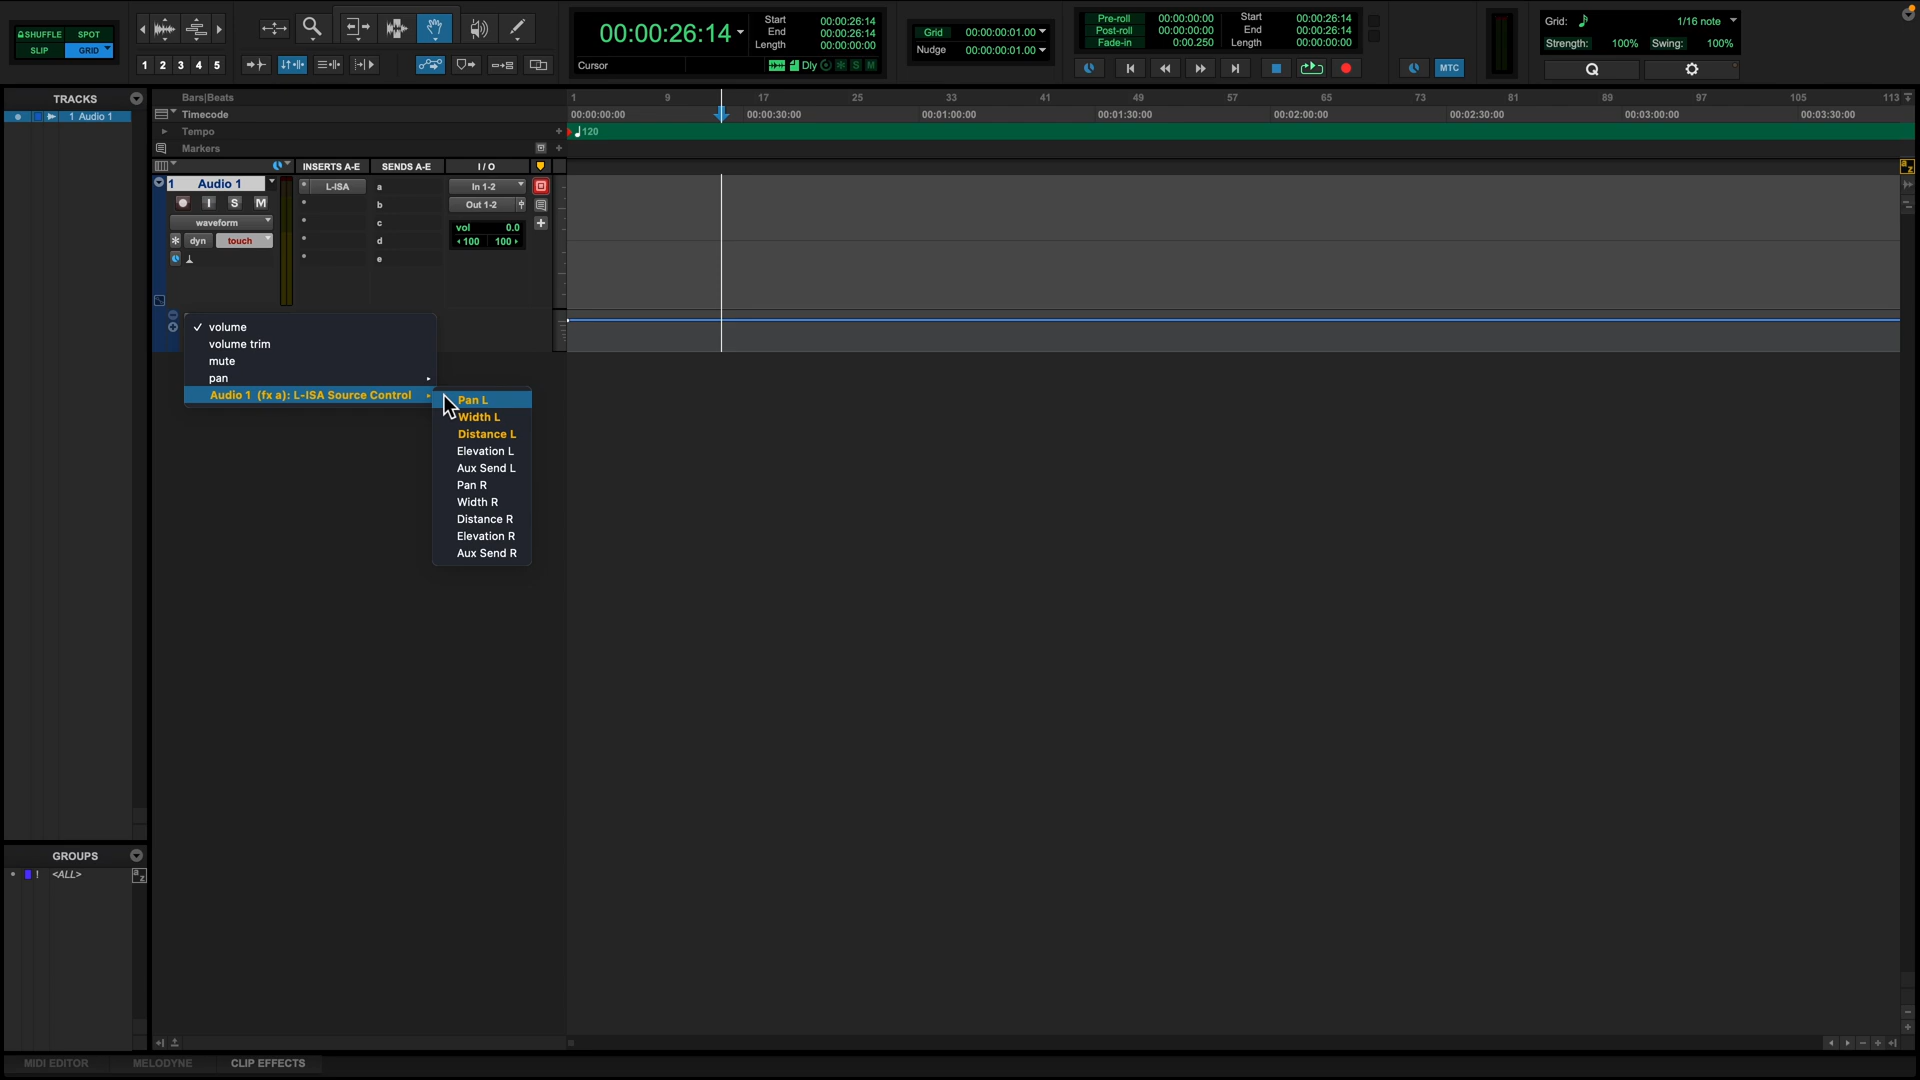 SHUFFLE SPOT
SLIP GRID
1 2 3 4 5
00:00:26:14
Start 00:00:26:14
End 00:00:26:14
Length 00:00:00:00
Cursor
Dly
S M
Grid 00:00:00:01.00
Nudge 00:00:00:01.00
Pre-roll 00:00:00:00
Post-roll 00:00:00:00
Fade-in 0:00.250
Start 00:00:26:14
End 00:00:26:14
Length 00:00:00:00
MTC
Grid: 1/16 note
Strength: 100% Swing: 100%
Q
TRACKS
1 Audio 1
Bars|Beats
1 9 17 25 33 41 49 57 65 73 81 89 97 105 113
Timecode
00:00:00:00 00:00:30:00 00:01:00:00 00:01:30:00 00:02:00:00 00:02:30:00 00:03:00:00 00:03:30:00
Tempo
120
Markers
INSERTS A-E SENDS A-E I / O
1 Audio 1
I S M
waveform
dyn touch
L-ISA
a
b
c
d
e
In 1-2
Out 1-2
vol 0.0
100 100
volume
volume trim
mute
pan
Audio 1 (fx a): L-ISA Source Control
Pan L
Width L
Distance L
Elevation L
Aux Send L
Pan R
Width R
Distance R
Elevation R
Aux Send R
GROUPS
! <ALL>
a z
a z
MIDI EDITOR MELODYNE CLIP EFFECTS